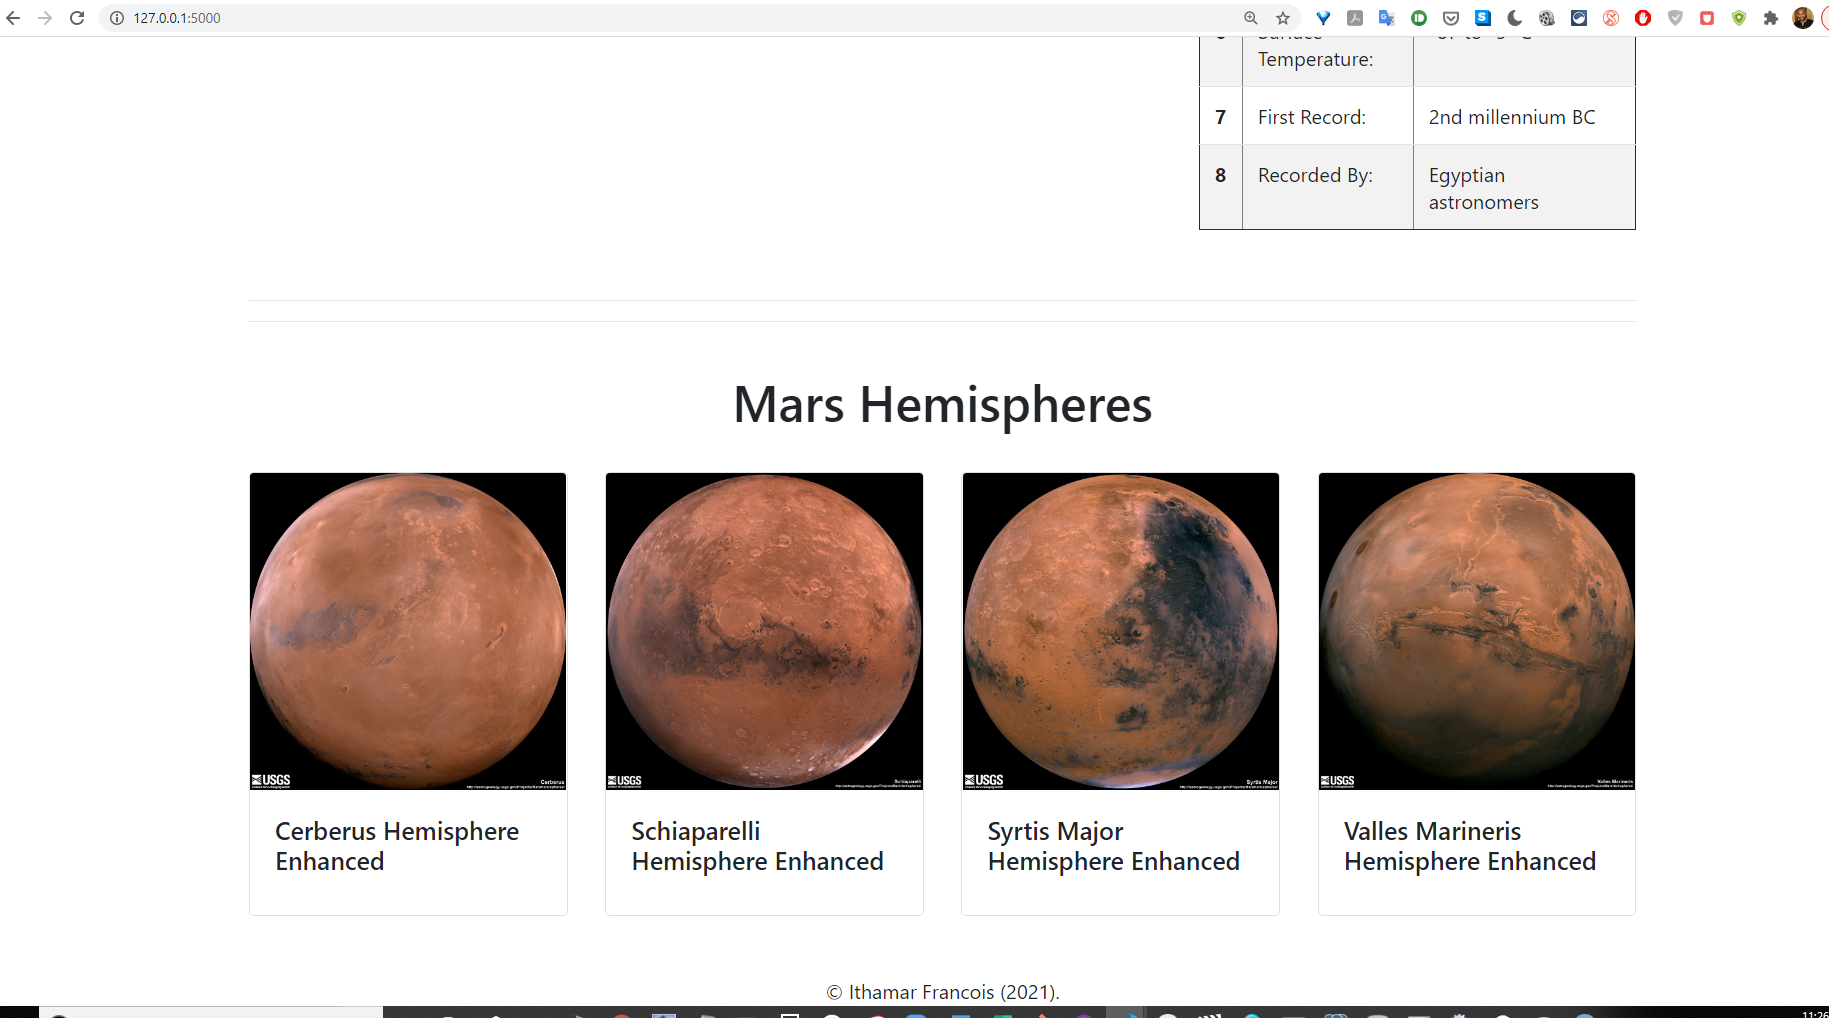 127.0.0.1:5000
Temperature:
7 First Record: 2nd millennium BC
8 Recorded By: Egyptian
astronomers
Mars Hemispheres
USGS
Cerberus
USGS
Schiaparelli
USGS
Syrtis Major
USGS
Valles Marineris
Cerberus Hemisphere
Enhanced
Schiaparelli
Hemisphere Enhanced
Syrtis Major
Hemisphere Enhanced
Valles Marineris
Hemisphere Enhanced
© Ithamar Francois (2021).